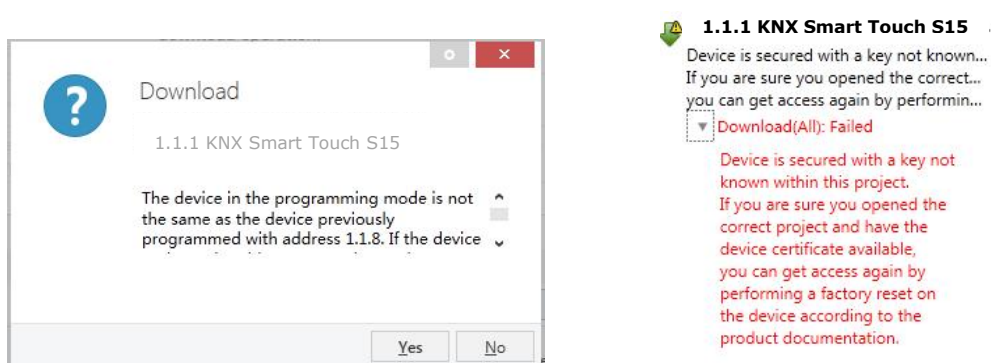 Download
1.1.1 KNX Smart Touch S15
The device in the programming mode is not
the same as the device previously
programmed with address 1.1.8. If the device
Yes
No
1.1.1 KNX Smart Touch S15
Device is secured with a key not known...
If you are sure you opened the correct...
you can get access again by performin...
Download(All): Failed
Device is secured with a key not
known within this project.
If you are sure you opened the
correct project and have the
device certificate available,
you can get access again by
performing a factory reset on
the device according to the
product documentation.